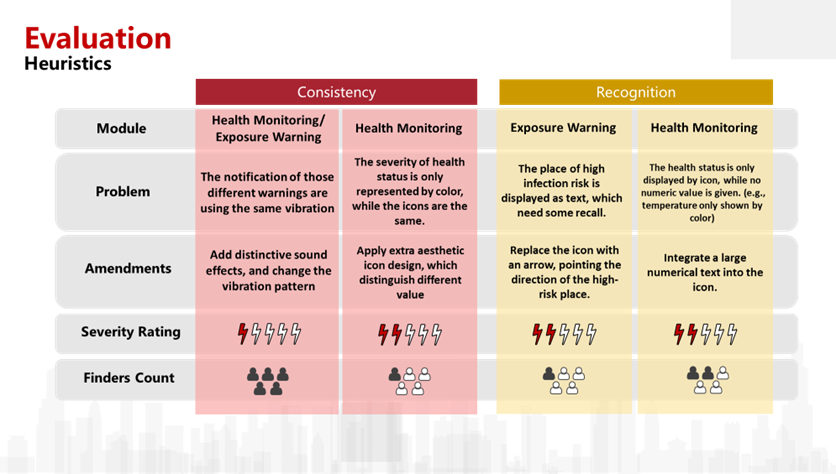 Evaluation
Heuristics
Consistency
Recognition
Module
Health Monitoring/
Exposure Warning
Health Monitoring
Exposure Warning
Health Monitoring
Problem
The notification of those
different warnings are
using the same vibration
The severity of health
status is only
represented by color,
while the icons are the
same.
The place of high
infection risk is
displayed as text, which
need some recall.
The health status is only
displayed by icon, while no
numeric value is given. (e.g.,
temperature only shown by
color)
Amendments
Add distinctive sound
effects, and change the
vibration pattern
Apply extra aesthetic
icon design, which
distinguish different
value
Replace the icon with
an arrow, pointing the
direction of the high-
risk place.
Integrate a large
numerical text into the
icon.
Severity Rating
Finders Count